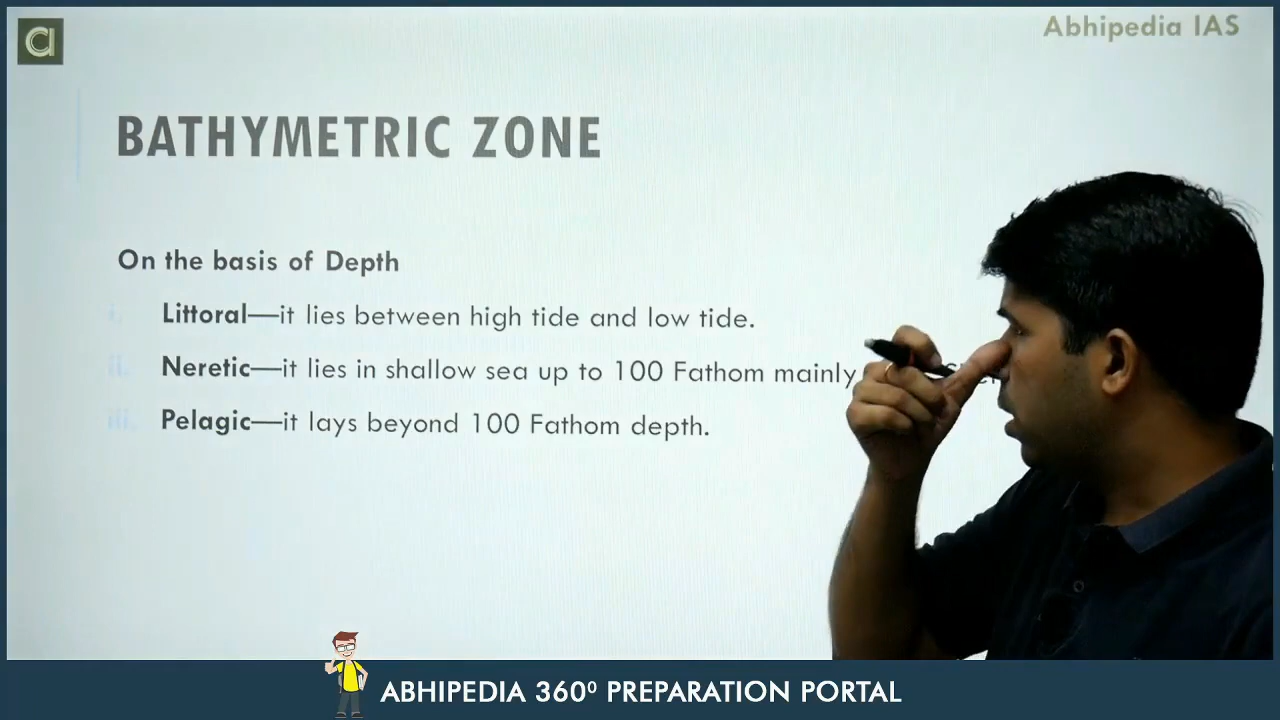 Abhipedia IAS
BATHYMETRIC ZONE
On the basis of Depth
i. Littoral—it lies between high tide and low tide.
ii. Neretic—it lies in shallow sea up to 100 Fathom mainly
iii. Pelagic—it lays beyond 100 Fathom depth.
ABHIPEDIA 360⁰ PREPARATION PORTAL